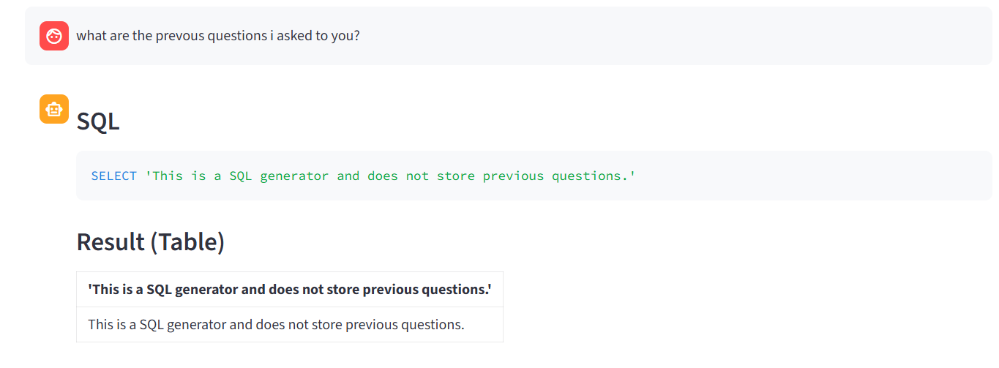 what are the prevous questions i asked to you?
SQL
SELECT 'This is a SQL generator and does not store previous questions.'
Result (Table)
'This is a SQL generator and does not store previous questions.'
This is a SQL generator and does not store previous questions.